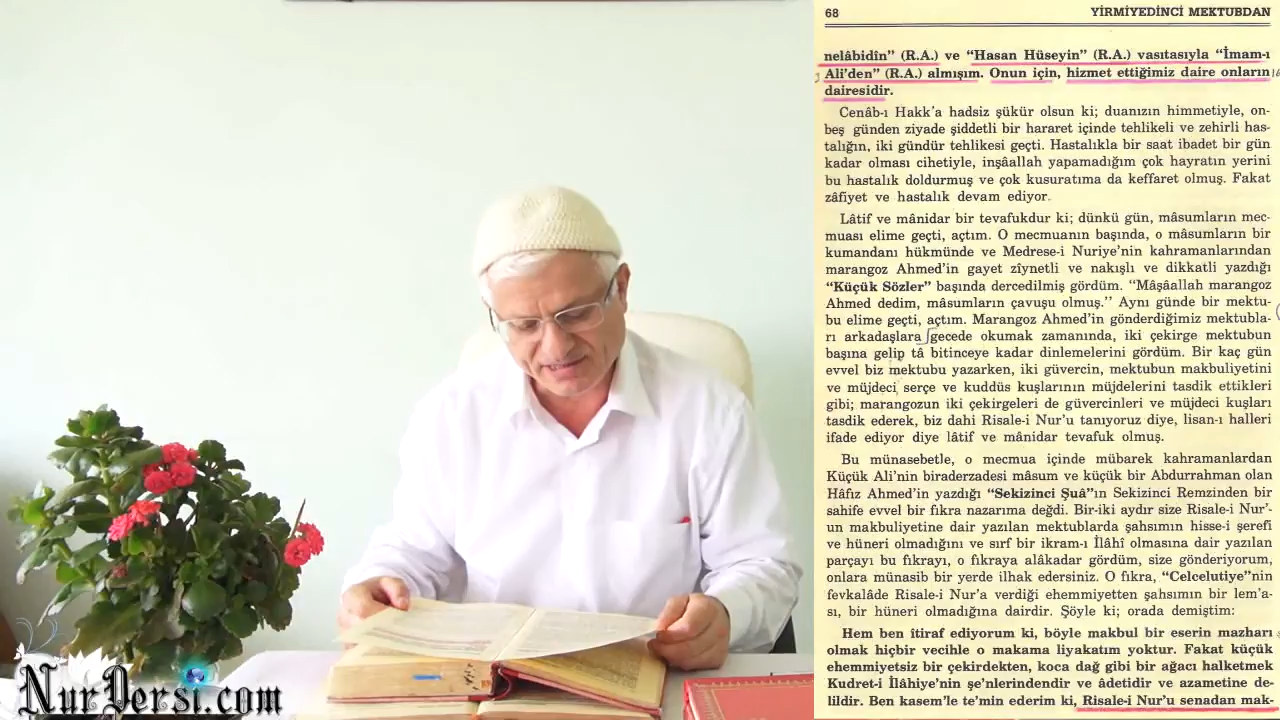 68
YİRMİYEDİNCİ MEKTUBDAN
nelâbidîn" (R.A.) ve "Hasan Hüseyin" (R.A.) vasıtasıyla "İmam-ı
Ali'den" (R.A.) almışım. Onun için, hizmet ettiğimiz daire onların
dairesidir.
Cenâb-ı Hakk'a hadsiz şükür olsun ki; duanızın himmetiyle, on-
beş günden ziyade şiddetli bir hararet içinde tehlikeli ve zehirli has-
talığın, iki gündür tehlikesi geçti. Hastalıkla bir saat ibadet bir gün
kadar olması cihetiyle, inşâallah yapamadığım çok hayratın yerini
bu hastalık doldurmuş ve çok kusuratıma da keffaret olmuş. Fakat
zâfiyet ve hastalık devam ediyor.
Lâtif ve mânidar bir tevafukdur ki; dünkü gün, mâsumların mec-
muası elime geçti, açtım. O mecmuanın başında, o mâsumların bir
kumandanı hükmünde ve Medrese-i Nuriye'nin kahramanlarından
marangoz Ahmed'in gayet zîynetli ve nakışlı ve dikkatli yazdığı
"Küçük Sözler" başında dercedilmiş gördüm. "Mâşâallah marangoz
Ahmed dedim, mâsumların çavuşu olmuş." Aynı günde bir mektu-
bu elime geçti, açtım. Marangoz Ahmed'in gönderdiğimiz mektubla-
rı arkadaşlara gecede okumak zamanında, iki çekirge mektubun
başına gelip tâ bitinceye kadar dinlemelerini gördüm. Bir kaç gün
evvel biz mektubu yazarken, iki güvercin, mektubun makbuliyetini
ve müjdeci serçe ve kuddüs kuşlarının müjdelerini tasdik ettikleri
gibi; marangozun iki çekirgeleri de güvercinleri ve müjdeci kuşları
tasdik ederek, biz dahi Risale-i Nur'u tanıyoruz diye, lisan-ı halleri
ifade ediyor diye lâtif ve mânidar tevafuk olmuş.
Bu münasebetle, o mecmua içinde mübarek kahramanlardan
Küçük Ali'nin biraderzadesi mâsum ve küçük bir Abdurrahman olan
Hâfız Ahmed'in yazdığı "Sekizinci Şuâ"ın Sekizinci Remzinden bir
sahife evvel bir fıkra nazarıma değdi. Bir-iki aydır size Risale-i Nur'-
un makbuliyetine dair yazılan mektublarda şahsımın hisse-i şerefi
ve hüneri olmadığını ve sırf bir ikram-ı İlâhî olmasına dair yazılan
parçayı bu fıkrayı, o fıkraya alâkadar gördüm, size gönderiyorum,
onlara münasib bir yerde ilhak edersiniz. O fıkra, "Celcelutiye"nin
fevkalâde Risale-i Nur'a verdiği ehemmiyetten şahsımın bir lem'a-
sı, bir hüneri olmadığına dairdir. Şöyle ki; orada demiştim:
Hem ben îtiraf ediyorum ki, böyle makbul bir eserin mazharı
olmak hiçbir vecihle o makama liyakatım yoktur. Fakat küçük
ehemmiyetsiz bir çekirdekten, koca dağ gibi bir ağacı halketmek
Kudret-i İlâhiye'nin şe'nlerindendir ve âdetidir ve azametine de-
lildir. Ben kasem'le te'min ederim ki, Risale-i Nur'u senadan mak-
NurDersi.com